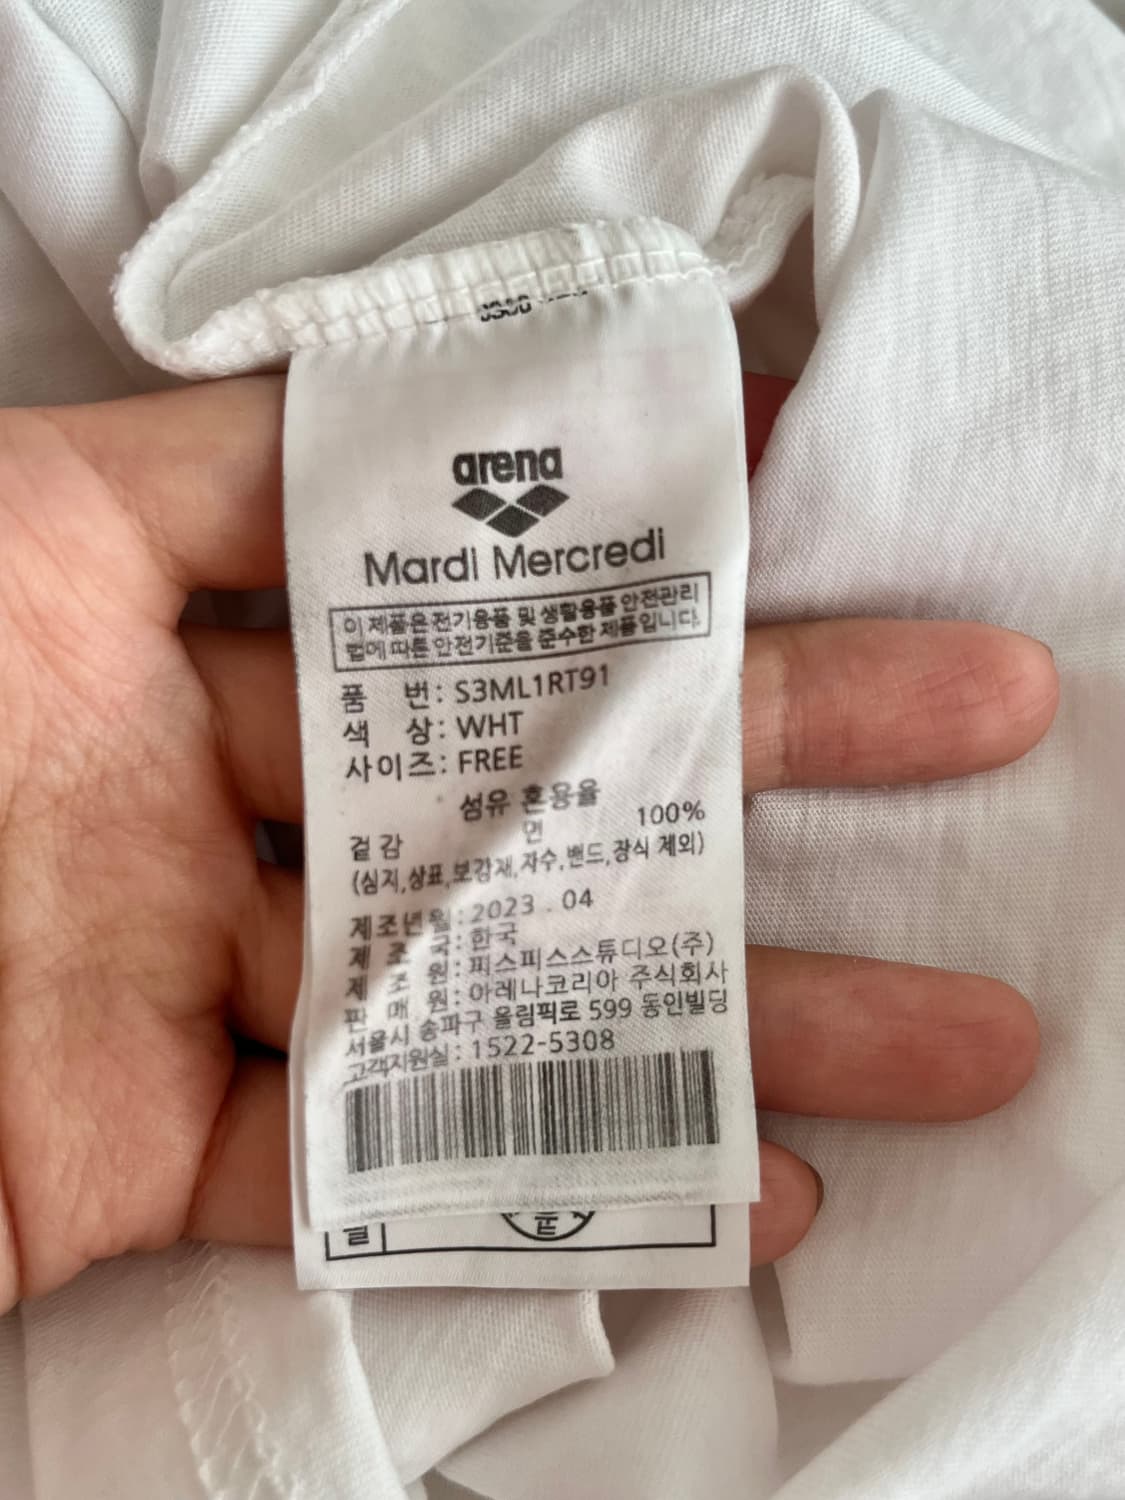 arena
Mardi Mercredi
이 제품은 전기용품 및 생활용품 안전관리
법에 따른 안전기준을 준수한 제품입니다.
품 번: S3ML1RT91
색 상: WHT
사이즈: FREE
섬유 혼용율
겉감 면 100%
(심지,상표,보강재,자수,밴드,장식 제외)
제조년월: 2023 . 04
제 조 국: 한국
제 조 원: 피스피스스튜디오(주)
판 매 원: 아레나코리아 주식회사
서울시 송파구 올림픽로 599 동인빌딩
고객지원실: 1522-5308